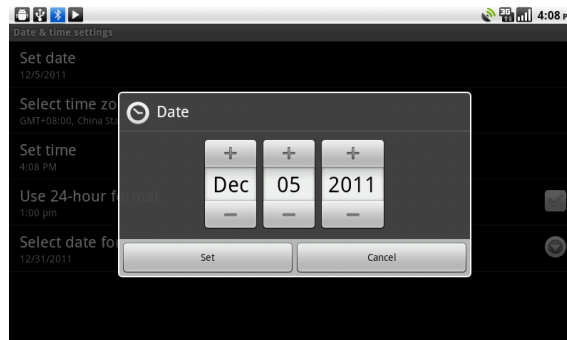 3G
4:08 P
Date & time settings
Set date
12/5/2011
Select time zo
GMT+08:00, China Sta
Date
Set time
4:08 PM
Dec 05 2011
Use 24-hour format
1:00 pm
Select date fo
12/31/2011
Set Cancel